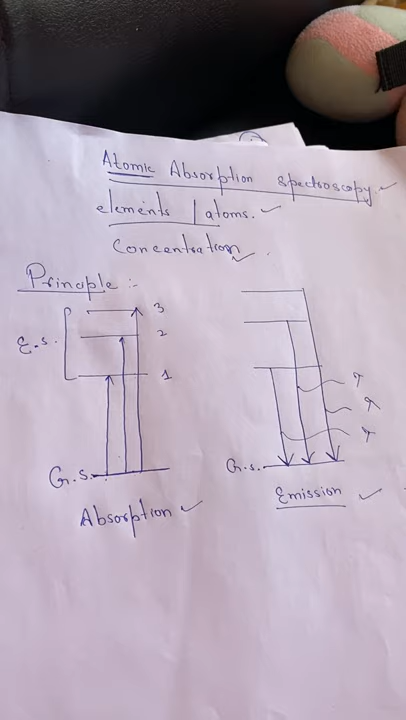 Atomic Absorption spectroscopy
elements / atoms.
Concentration
Principle :-
3
E.s.
2
1
G.s.
Absorption
G.s.
Emission